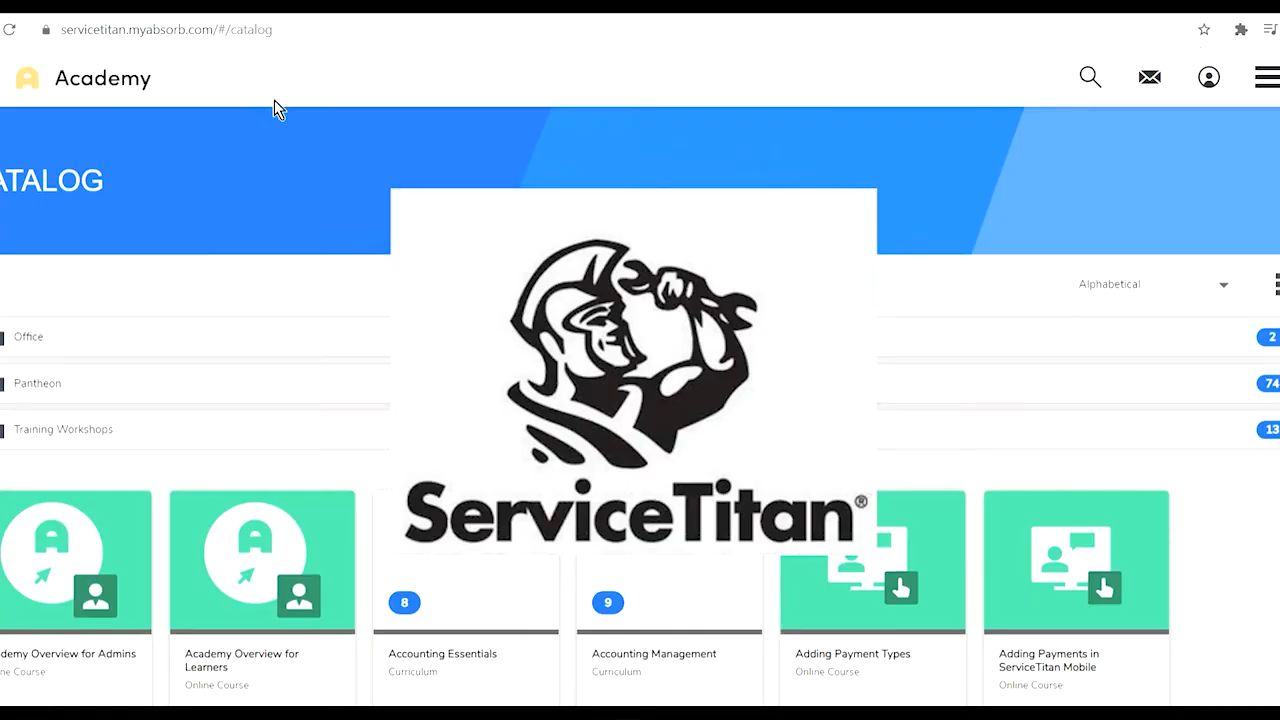 servicetitan.myabsorb.com/#/catalog
Academy
ATALOG
Alphabetical
Office
2
Pantheon
74
Training Workshops
13
ServiceTitan®
8
9
demy Overview for Admins
ne Course
Academy Overview for
Learners
Online Course
Accounting Essentials
Curriculum
Accounting Management
Curriculum
Adding Payment Types
Online Course
Adding Payments in
ServiceTitan Mobile
Online Course